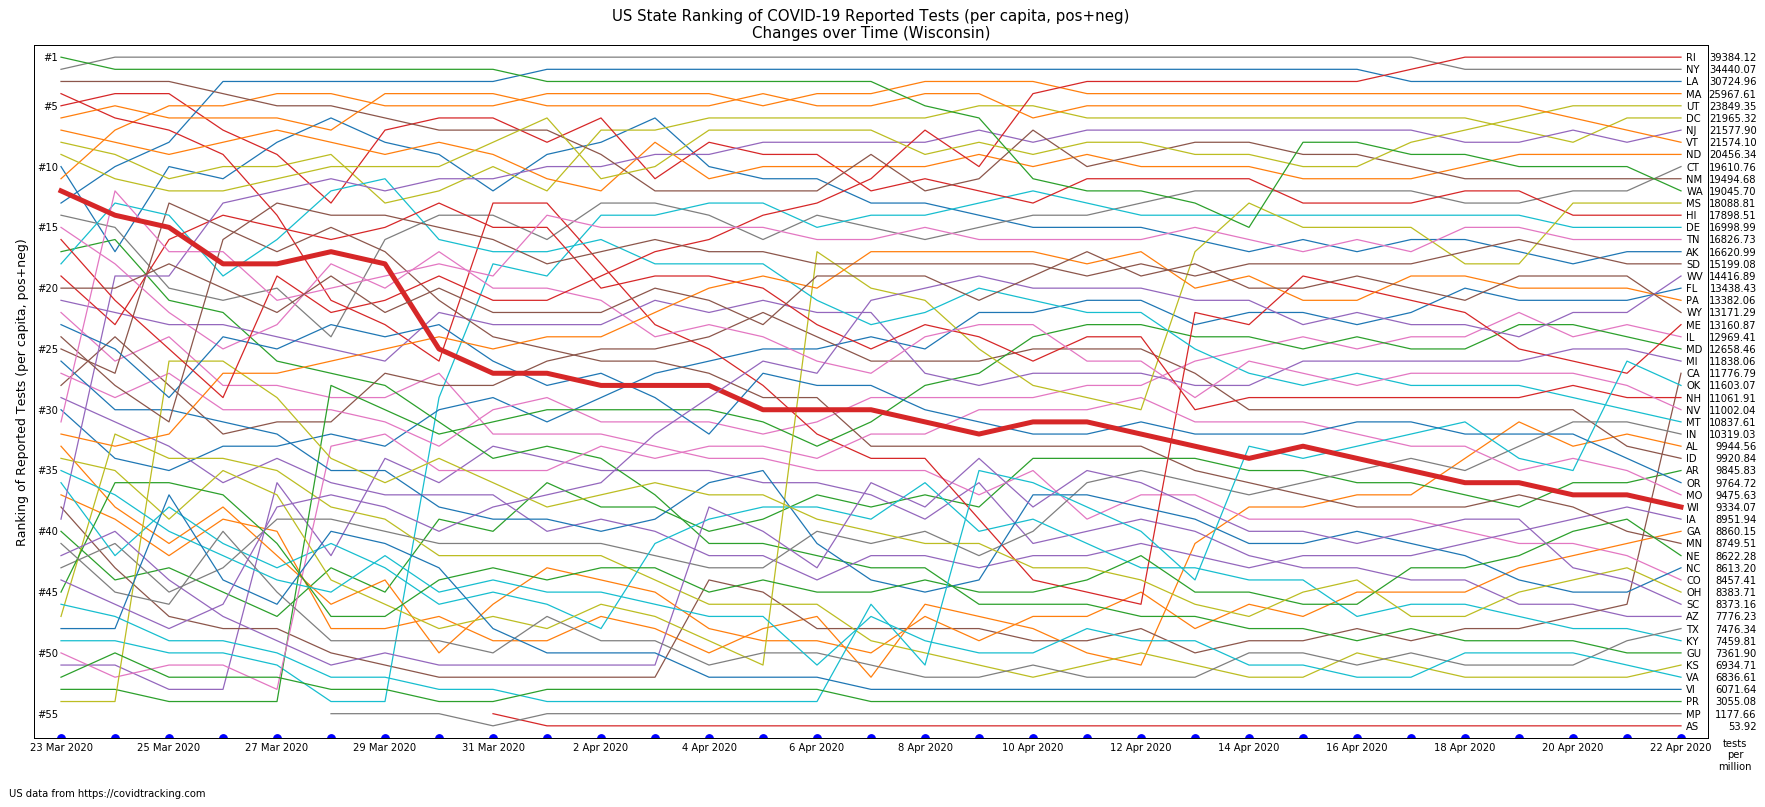 US State Ranking of COVID-19 Reported Tests (per capita, pos+neg)
Changes over Time (Wisconsin)
Ranking of Reported Tests (per capita, pos+neg)
#1
#5
#10
#15
#20
#25
#30
#35
#40
#45
#50
#55
RI 39384.12
NY 34440.07
LA 30724.96
MA 25967.61
UT 23849.35
DC 21965.32
NJ 21577.90
VT 21574.10
ND 20456.34
CT 19610.76
NM 19494.68
WA 19045.70
MS 18088.81
HI 17898.51
DE 16998.99
TN 16826.73
AK 16620.99
SD 15199.08
WV 14416.89
FL 13438.43
PA 13382.06
WY 13171.29
ME 13160.87
IL 12969.41
MD 12658.46
MI 11838.06
CA 11776.79
OK 11603.07
NH 11061.91
NV 11002.04
MT 10837.61
IN 10319.03
AL 9944.56
ID 9920.84
AR 9845.83
OR 9764.72
MO 9475.63
WI 9334.07
IA 8951.94
GA 8860.15
MN 8749.51
NE 8622.28
NC 8613.20
CO 8457.41
OH 8383.71
SC 8373.16
AZ 7776.23
TX 7476.34
KY 7459.81
GU 7361.90
KS 6934.71
VA 6836.61
VI 6071.64
PR 3055.08
MP 1177.66
AS 53.92
23 Mar 2020 25 Mar 2020 27 Mar 2020 29 Mar 2020 31 Mar 2020 2 Apr 2020 4 Apr 2020 6 Apr 2020 8 Apr 2020 10 Apr 2020 12 Apr 2020 14 Apr 2020 16 Apr 2020 18 Apr 2020 20 Apr 2020 22 Apr 2020
tests
per
million
US data from https://covidtracking.com